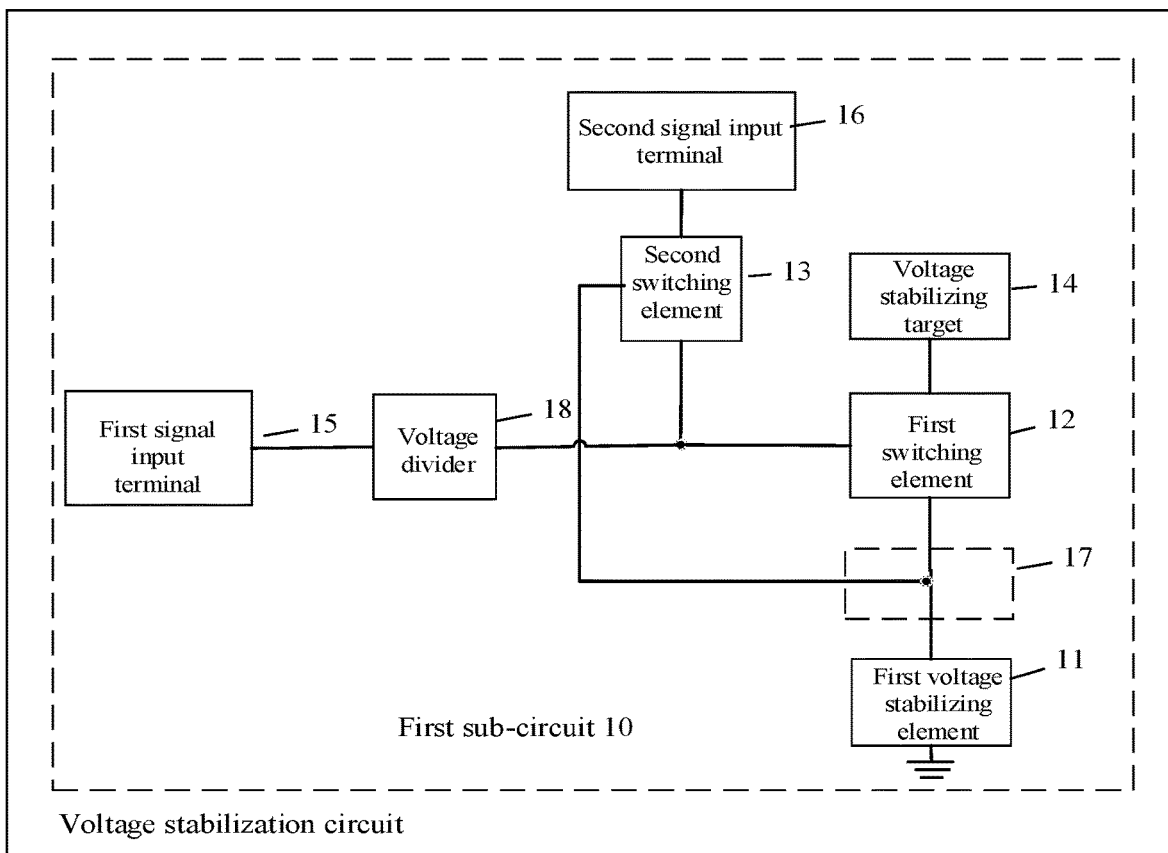 Second signal input
terminal
16
Second
switching
element
13
Voltage
stabilizing
target
14
First signal
input
terminal
15
Voltage
divider
18
First
switching
element
12
17
First voltage
stabilizing
element
11
First sub-circuit 10
Voltage stabilization circuit